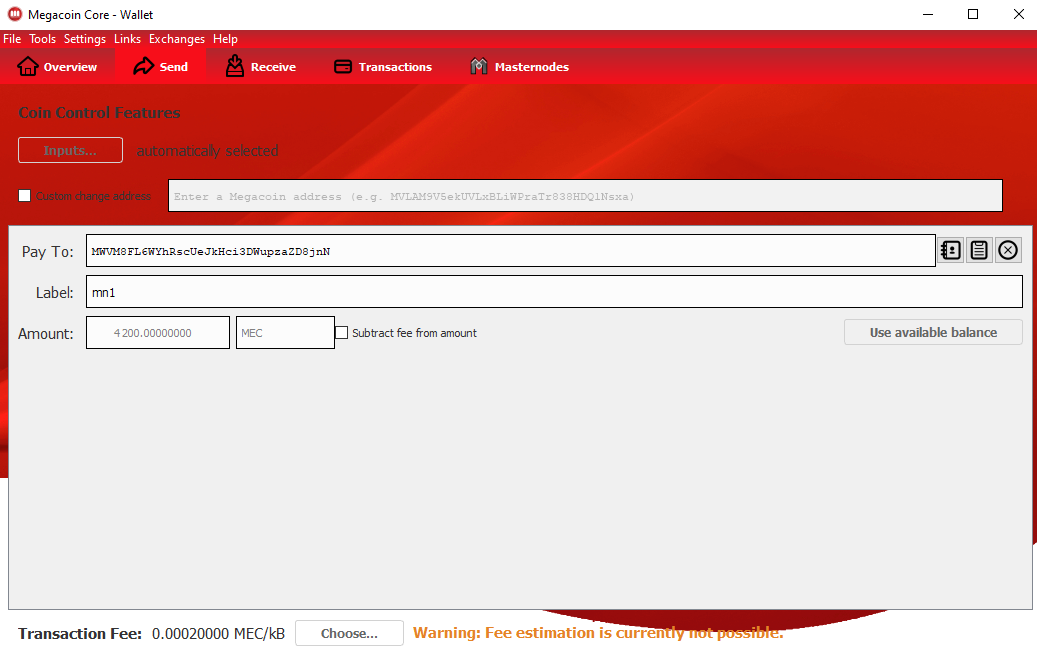 Megacoin Core - Wallet
File Tools Settings Links Exchanges Help
Overview Send Receive Transactions Masternodes
Coin Control Features
Inputs... automatically selected
Custom change address Enter a Megacoin address (e.g. MVLAM9V5ekUVLxBLiWPraTr838HDQ1Nsxa)
Pay To: MWVM8FL6WYhRscUeJkHci3DWupzaZD8jnN
Label: mn1
Amount: 4 200.00000000 MEC Subtract fee from amount Use available balance
Transaction Fee: 0.00020000 MEC/kB Choose... Warning: Fee estimation is currently not possible.